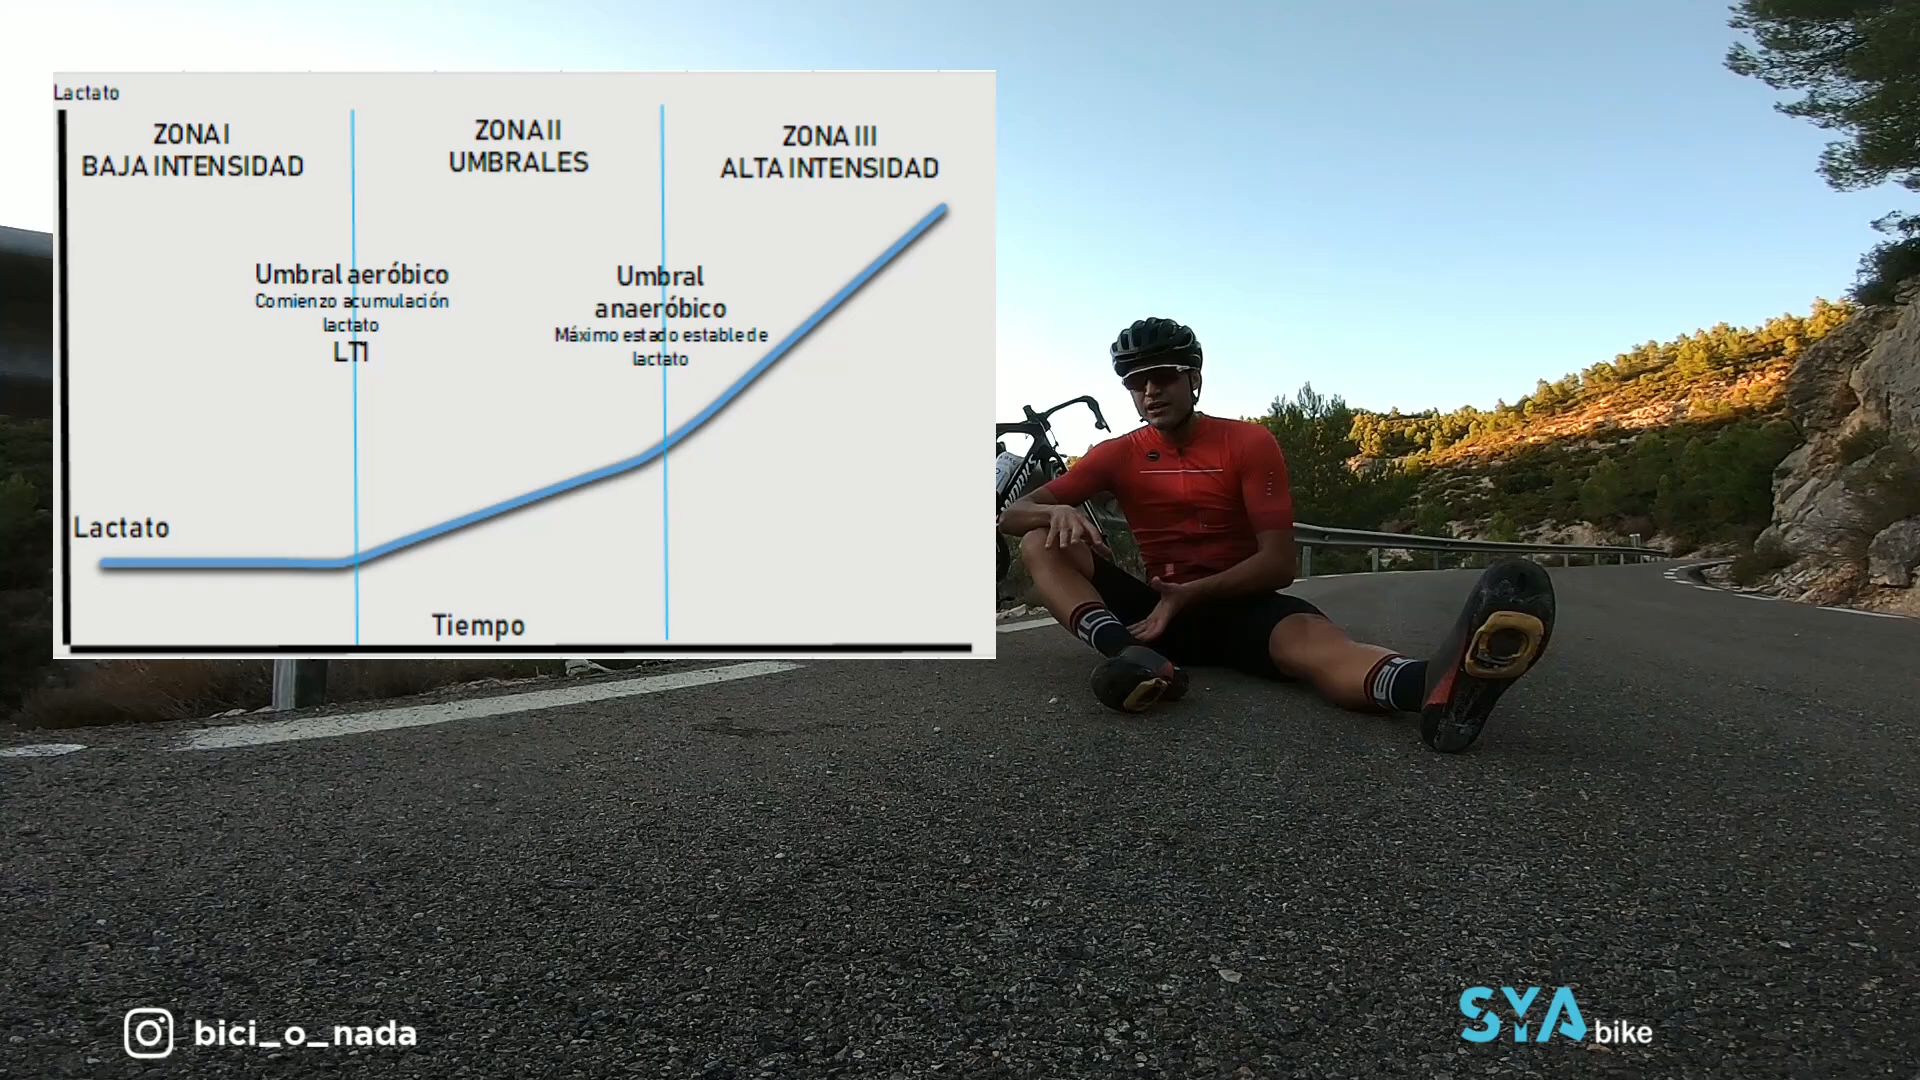 Lactato
ZONA I
BAJA INTENSIDAD
ZONA II
UMBRALES
ZONA III
ALTA INTENSIDAD
Umbral aeróbico
Comienzo acumulación
lactato
LT1
Umbral
anaeróbico
Máximo estado estable de
lactato
Lactato
Tiempo
bici_o_nada
SYA bike